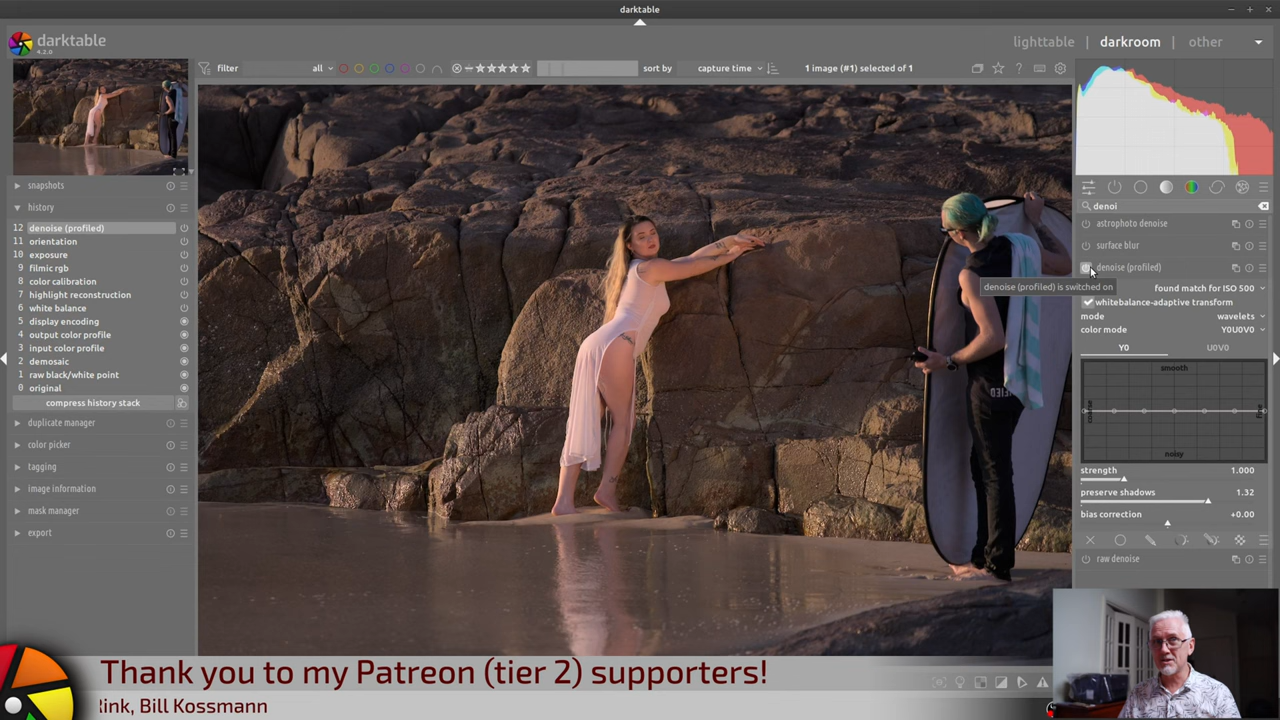 darktable
darktable
4.2.0
lighttable | darkroom | other
filter
all
sort by
capture time
1 image (#1) selected of 1
snapshots
history
12 denoise (profiled)
11 orientation
10 exposure
9 filmic rgb
8 color calibration
7 highlight reconstruction
6 white balance
5 display encoding
4 output color profile
3 input color profile
2 demosaic
1 raw black/white point
0 original
compress history stack
duplicate manager
color picker
tagging
image information
mask manager
export
denoi
astrophoto denoise
surface blur
denoise (profiled)
denoise (profiled) is switched on
found match for ISO 500
whitebalance-adaptive transform
mode wavelets
color mode Y0U0V0
Y0 U0V0
smooth
coarse
fine
noisy
strength 1.000
preserve shadows 1.32
bias correction +0.00
raw denoise
Thank you to my Patreon (tier 2) supporters!
Rink, Bill Kossmann